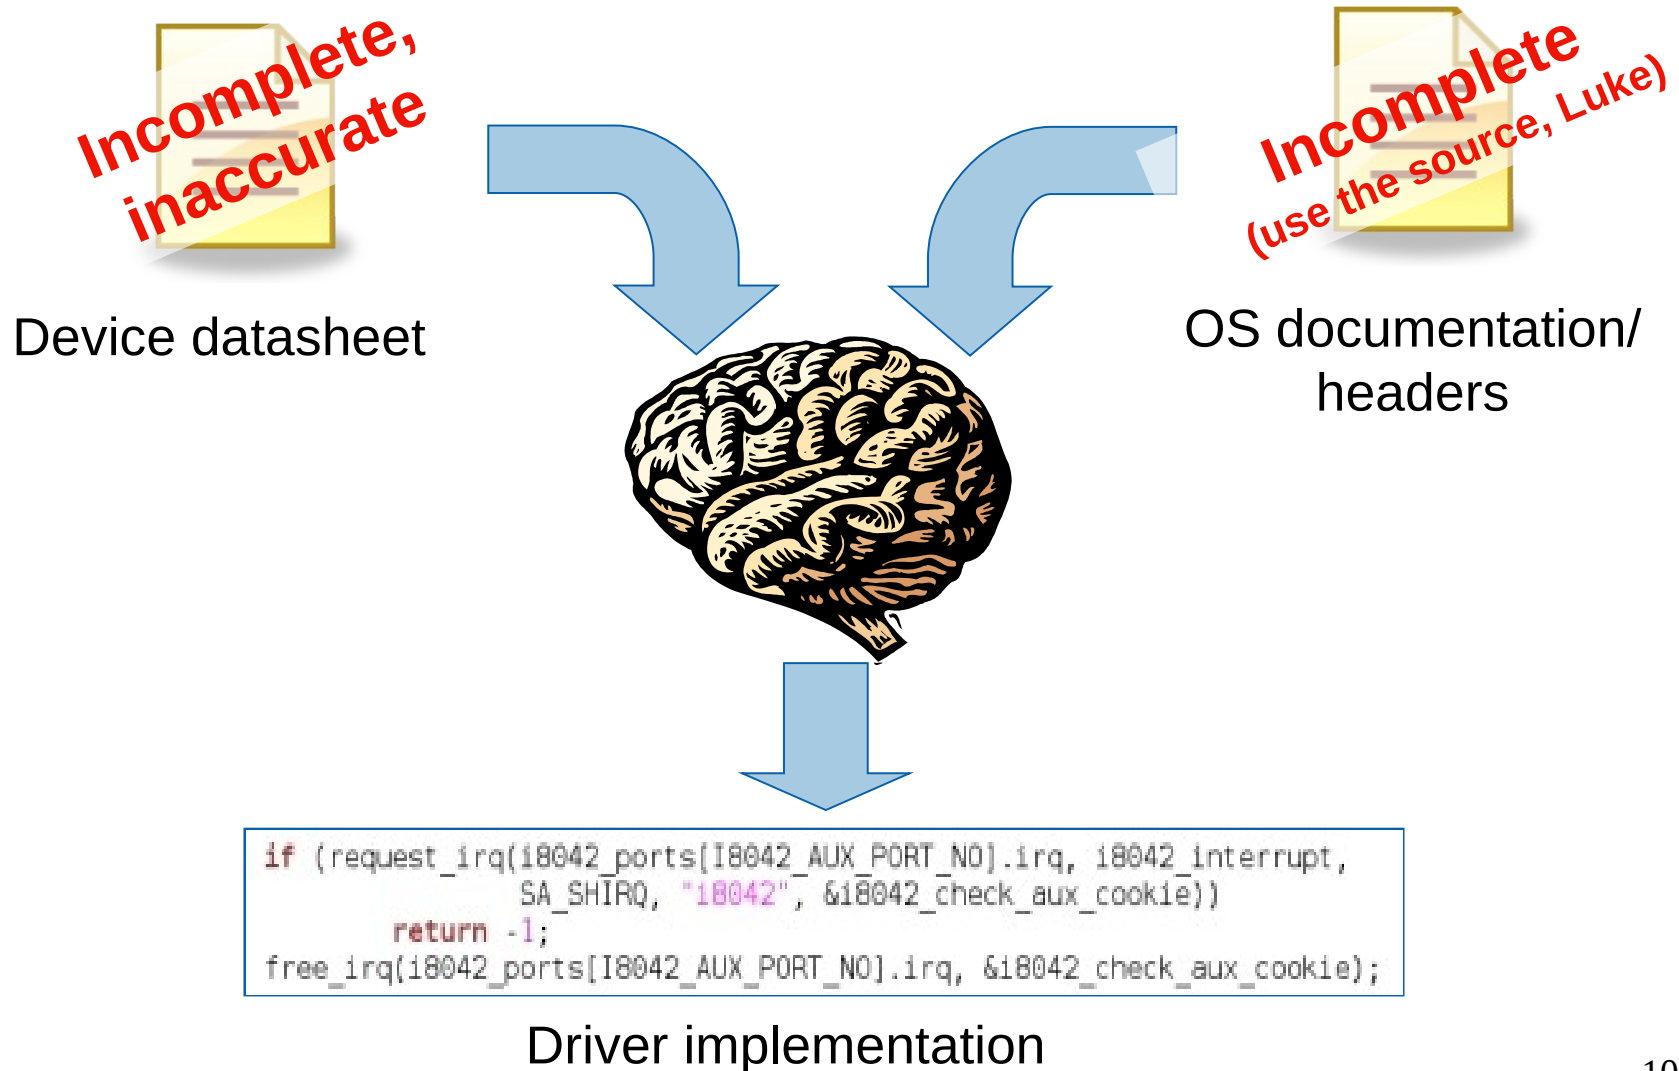 Incomplete,
inaccurate
Device datasheet
Incomplete
(use the source, Luke)
OS documentation/
headers
if (request_irq(i8042_ports[I8042_AUX_PORT_NO].irq, i8042_interrupt,
SA_SHIRQ, "i8042", &i8042_check_aux_cookie))
return -1;
free_irq(i8042_ports[I8042_AUX_PORT_NO].irq, &i8042_check_aux_cookie);
Driver implementation
10